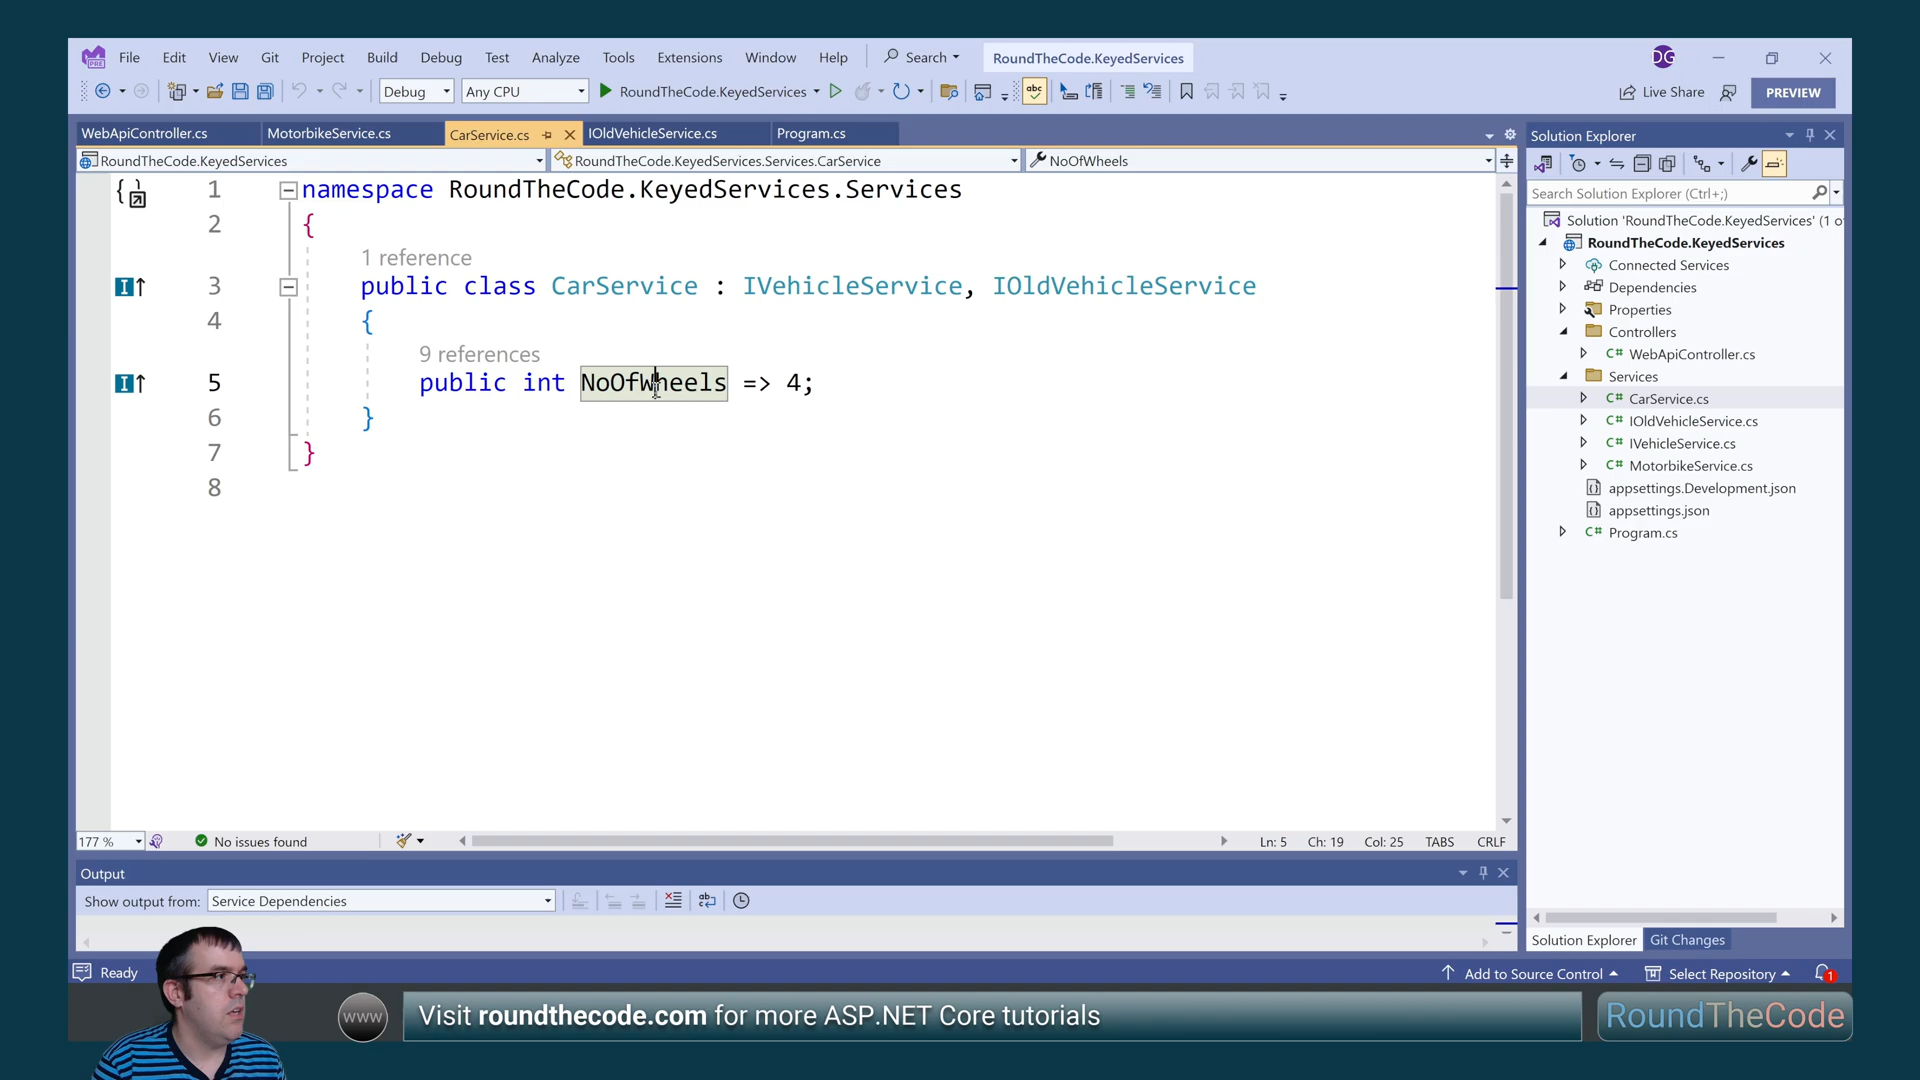 File Edit View Git Project Build Debug Test Analyze Tools Extensions Window Help Search RoundTheCode.KeyedServices DG
Debug Any CPU RoundTheCode.KeyedServices Live Share PREVIEW
WebApiController.cs MotorbikeService.cs CarService.cs IOldVehicleService.cs Program.cs
RoundTheCode.KeyedServices RoundTheCode.KeyedServices.Services.CarService NoOfWheels
1 namespace RoundTheCode.KeyedServices.Services
2 {
1 reference
3 public class CarService : IVehicleService, IOldVehicleService
4 {
9 references
5 public int NoOfWheels => 4;
6 }
7 }
8
177 % No issues found Ln: 5 Ch: 19 Col: 25 TABS CRLF
Output
Show output from: Service Dependencies
Solution Explorer
Search Solution Explorer (Ctrl+;)
Solution 'RoundTheCode.KeyedServices' (1 o
RoundTheCode.KeyedServices
Connected Services
Dependencies
Properties
Controllers
C# WebApiController.cs
Services
C# CarService.cs
C# IOldVehicleService.cs
C# IVehicleService.cs
C# MotorbikeService.cs
appsettings.Development.json
appsettings.json
C# Program.cs
Solution Explorer Git Changes
Ready Add to Source Control Select Repository 1
www Visit roundthecode.com for more ASP.NET Core tutorials RoundTheCode